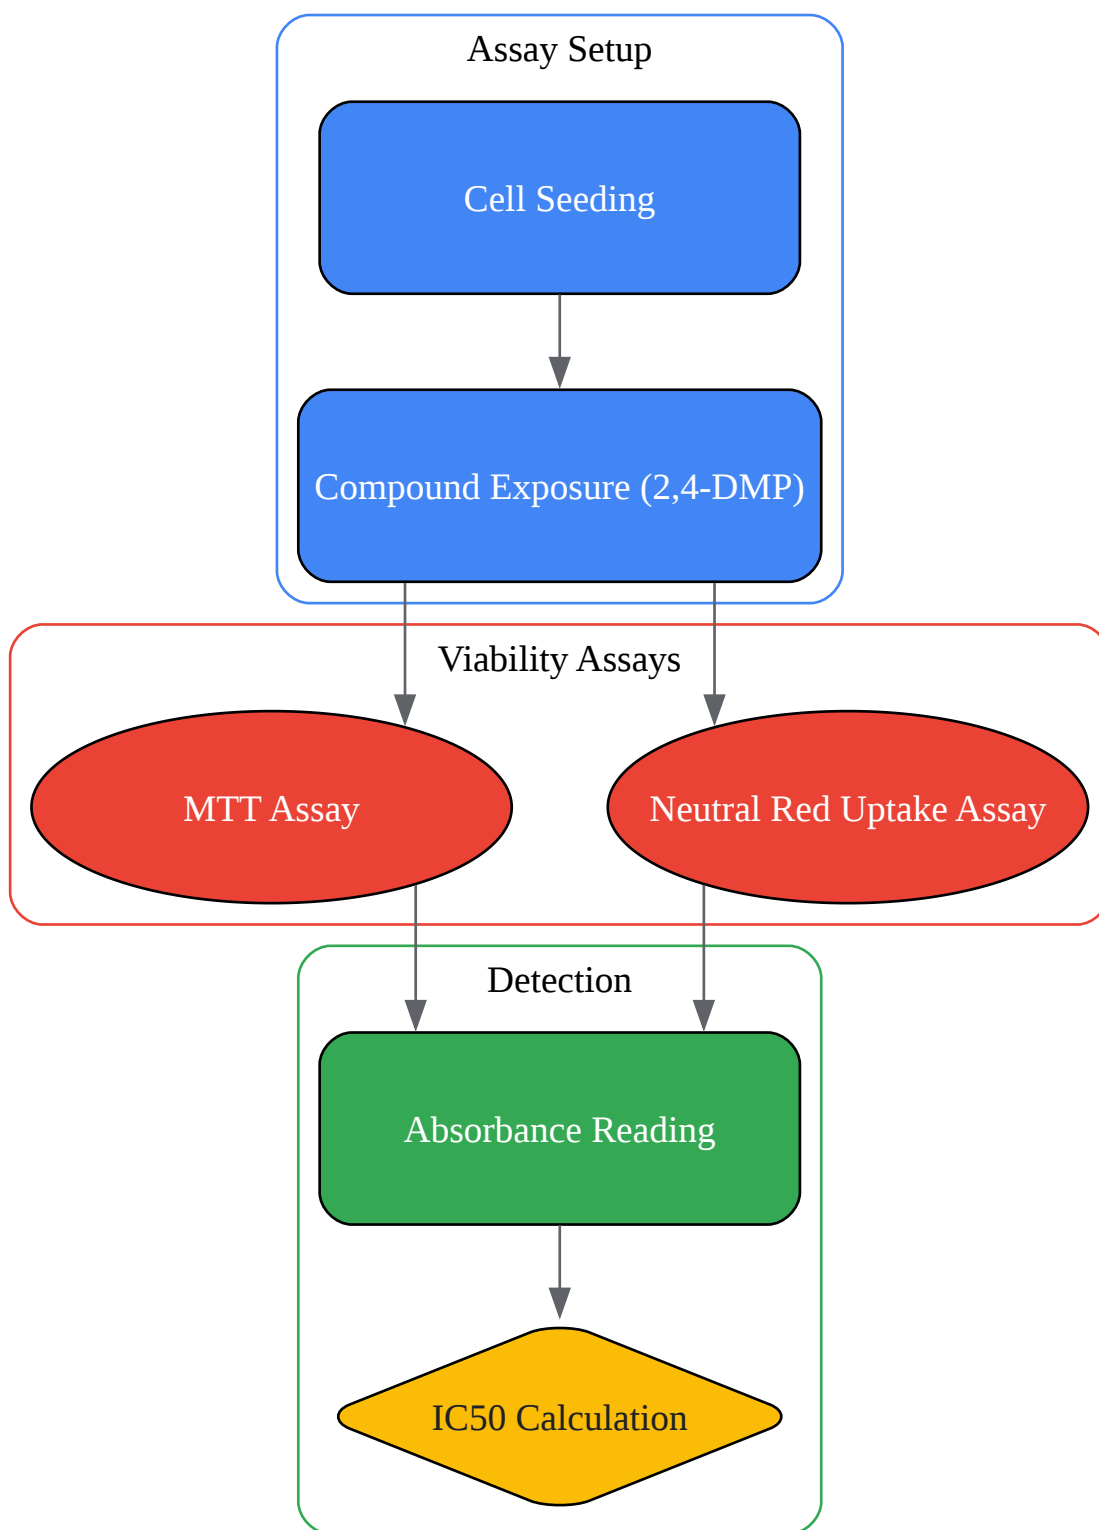 Assay Setup
Cell Seeding
Compound Exposure (2,4-DMP)
Viability Assays
MTT Assay
Neutral Red Uptake Assay
Detection
Absorbance Reading
IC50 Calculation